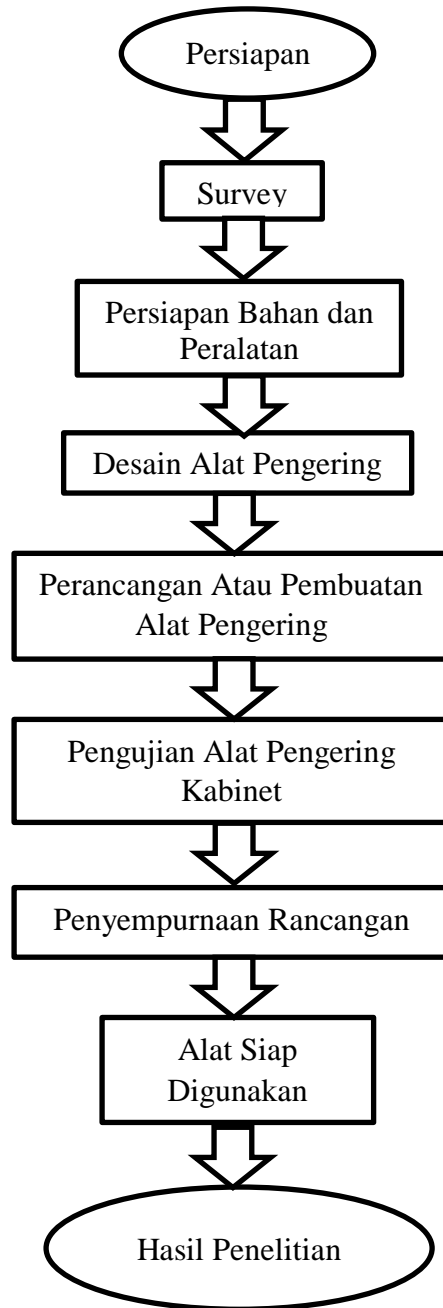 Persiapan
Survey
Persiapan Bahan dan
Peralatan
Desain Alat Pengering
Perancangan Atau Pembuatan
Alat Pengering
Pengujian Alat Pengering
Kabinet
Penyempurnaan Rancangan
Alat Siap
Digunakan
Hasil Penelitian